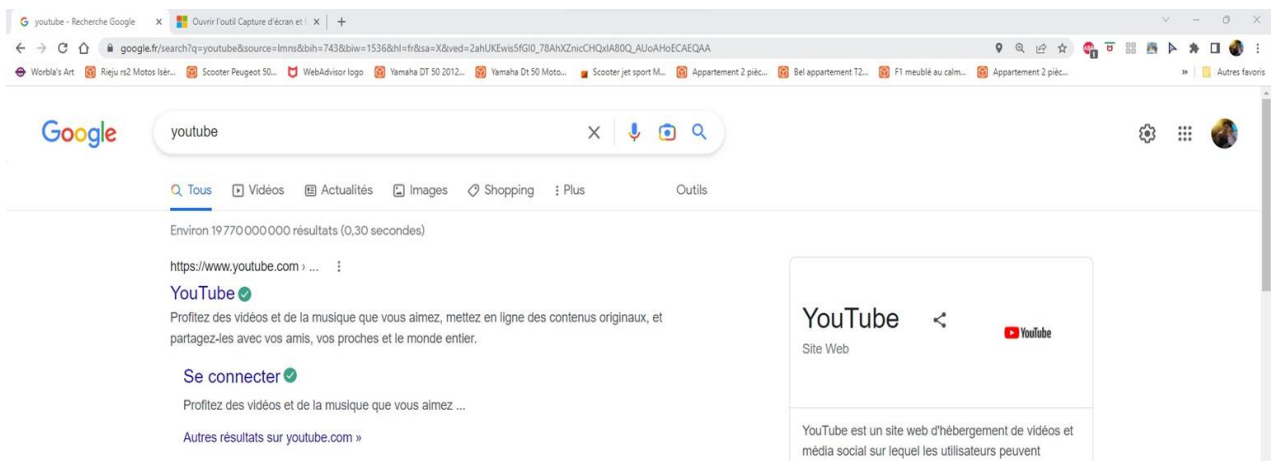 youtube - Recherche Google
Ouvrir l'outil Capture d'écran et
google.fr/search?q=youtube&source=lmns&bih=743&biw=1536&hl=fr&sa=X&ved=2ahUKEwis5fGI0_78AhXZnicCHQxIA80Q_AUoAHoECAEQAA
Worbla's Art Rieju rs2 Motos Isèr... Scooter Peugeot 50... WebAdvisor logo Yamaha DT 50 2012... Yamaha Dt 50 Moto... Scooter jet sport M... Appartement 2 pièc... Bel appartement T2... F1 meublé au calm... Appartement 2 pièc... » Autres favoris
Google youtube
Tous Vidéos Actualités Images Shopping Plus Outils
Environ 19 770 000 000 résultats (0,30 secondes)
https://www.youtube.com › ...
YouTube
Profitez des vidéos et de la musique que vous aimez, mettez en ligne des contenus originaux, et
partagez-les avec vos amis, vos proches et le monde entier.
Se connecter
Profitez des vidéos et de la musique que vous aimez ...
Autres résultats sur youtube.com »
YouTube
YouTube
Site Web
YouTube est un site web d'hébergement de vidéos et
média social sur lequel les utilisateurs peuvent